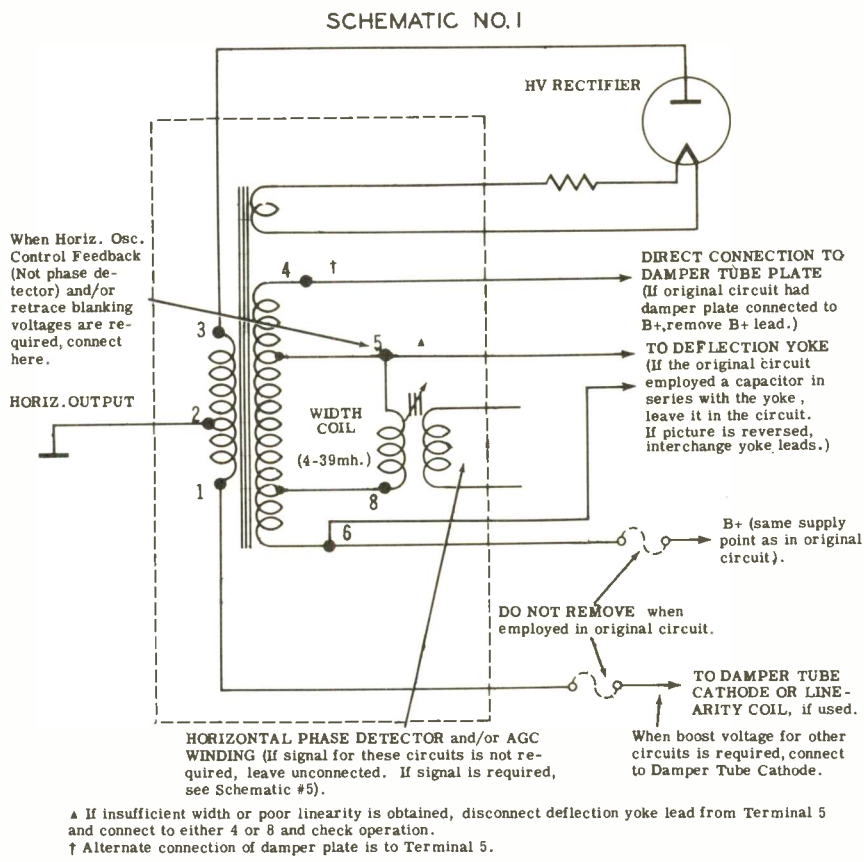 SCHEMATIC NO. 1
HV RECTIFIER
When Horiz. Osc.
Control Feedback
(Not phase de-
tector) and/or
retrace blanking
voltages are re-
quired, connect
here.
4
†
DIRECT CONNECTION TO
DAMPER TUBE PLATE
(If original circuit had
damper plate connected to
B+, remove B+ lead.)
3
5
▲
TO DEFLECTION YOKE
(If the original circuit
employed a capacitor in
series with the yoke,
leave it in the circuit.
If picture is reversed,
interchange yoke leads.)
HORIZ. OUTPUT
2
WIDTH
COIL
(4-39mh.)
1
8
6
B+ (same supply
point as in original
circuit).
DO NOT REMOVE when
employed in original circuit.
TO DAMPER TUBE
CATHODE OR LINE-
ARITY COIL, if used.
When boost voltage for other
circuits is required, connect
to Damper Tube Cathode.
HORIZONTAL PHASE DETECTOR and/or AGC
WINDING (If signal for these circuits is not re-
quired, leave unconnected. If signal is required,
see Schematic #5).
▲ If insufficient width or poor linearity is obtained, disconnect deflection yoke lead from Terminal 5
and connect to either 4 or 8 and check operation.
† Alternate connection of damper plate is to Terminal 5.